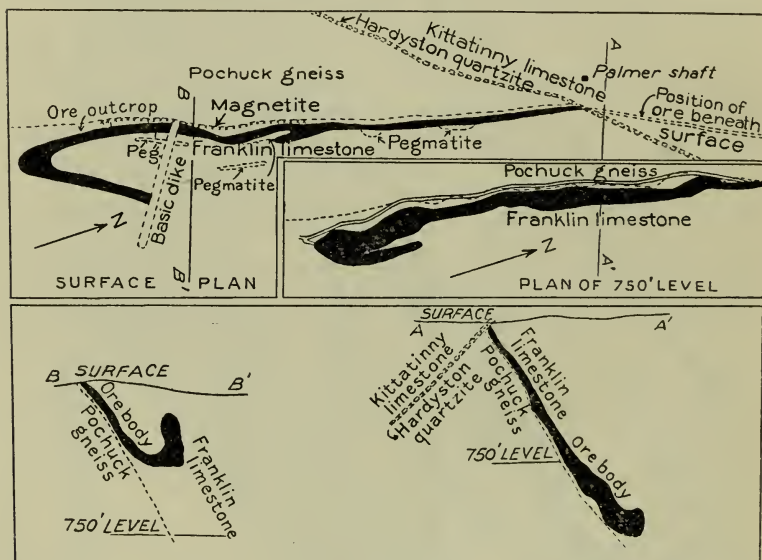 Kittatinny limestone
Hardyston quartzite
A
Palmer shaft
Pochuck gneiss
B
Position of
ore beneath
surface
Ore outcrop
Magnetite
Peg
Franklin limestone
Pegmatite
Pegmatite
Basic dike
Pochuck gneiss
Franklin limestone
N
N
B'
A'
SURFACE PLAN
PLAN OF 750' LEVEL
SURFACE
A
A'
SURFACE
B
B'
Kittatinny
limestone
Hardyston
quartzite
Pochuck
gneiss
Franklin
limestone
Ore body
Pochuck
gneiss
Franklin
limestone
750' LEVEL
Ore body
750' LEVEL